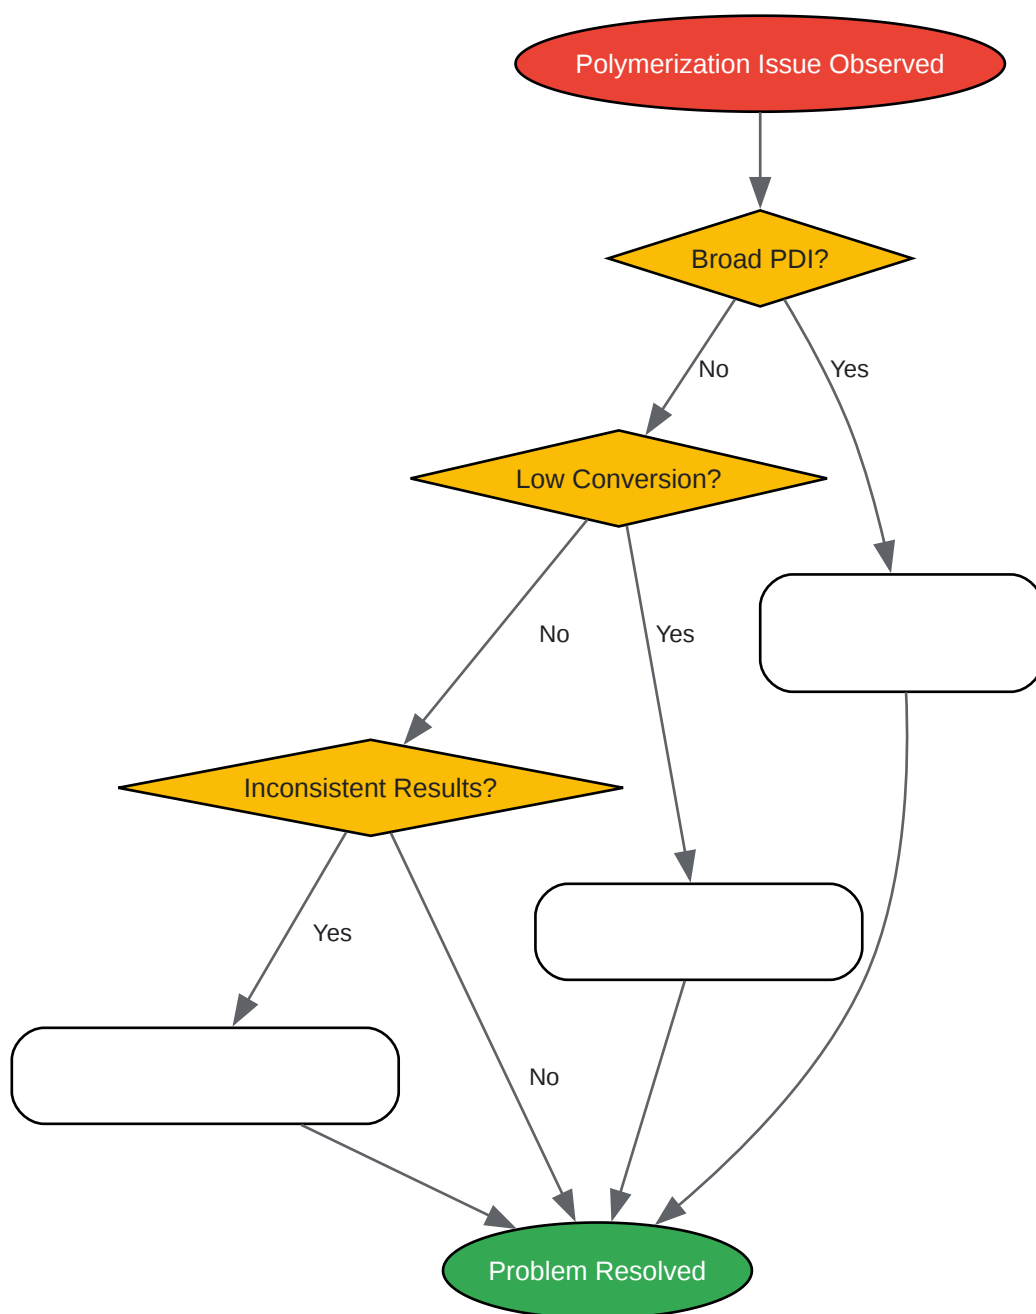 Polymerization Issue Observed
Broad PDI?
No
Yes
Low Conversion?
No
Yes
Inconsistent Results?
Yes
No
Problem Resolved